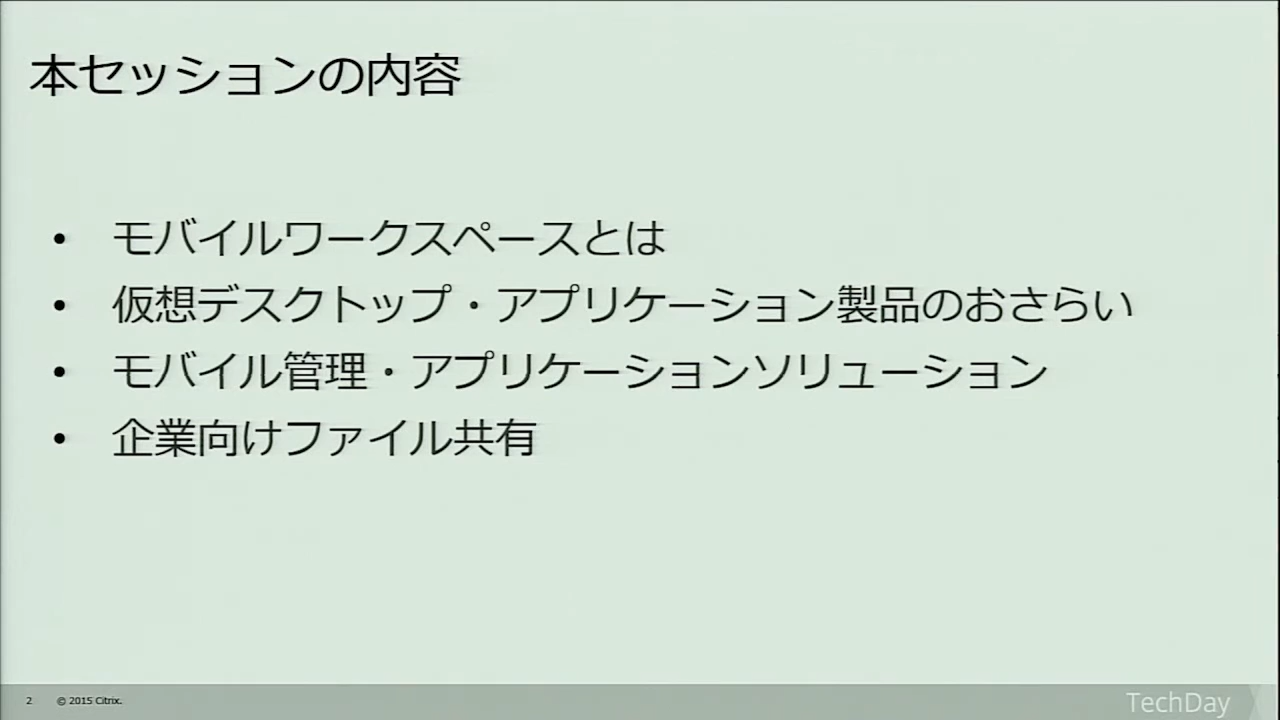 本セッションの内容
• モバイルワークスペースとは
• 仮想デスクトップ・アプリケーション製品のおさらい
• モバイル管理・アプリケーションソリューション
• 企業向けファイル共有
2 © 2015 Citrix.
TechDay